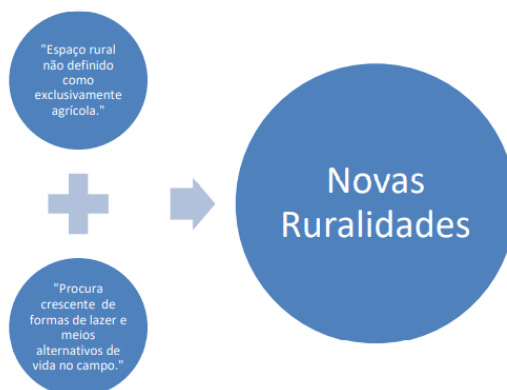 "Espaço rural
não definido
como
exclusivamente
agrícola."
"Procura
crescente de
formas de lazer e
meios
alternativos de
vida no campo."
Novas
Ruralidades